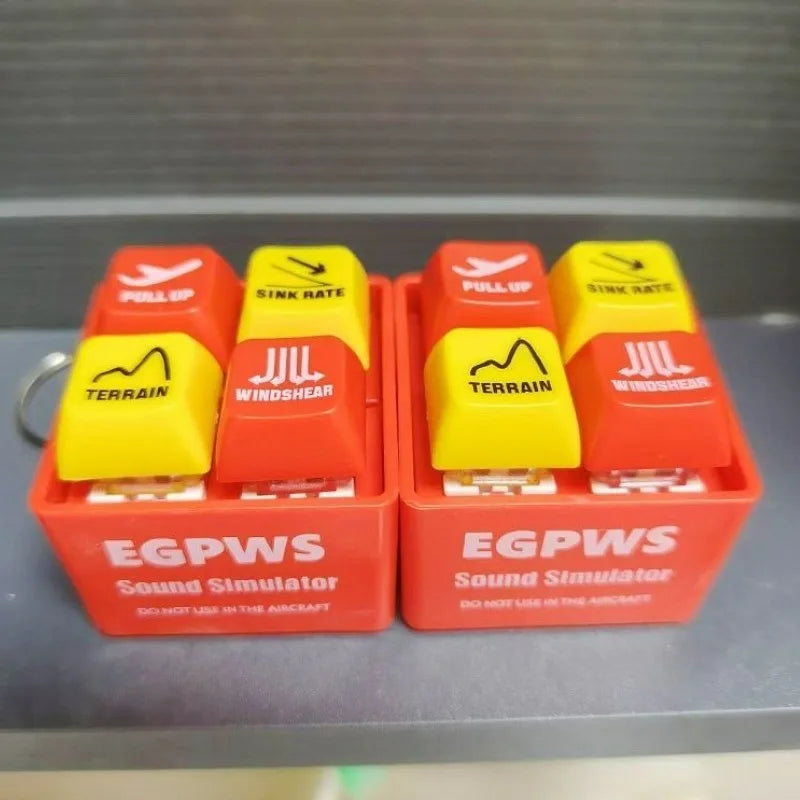 PULL UP
SINK RATE
TERRAIN
WINDSHEAR
EGPWS
Sound Simulator
DO NOT USE IN THE AIRCRAFT
PULL UP
SINK RATE
TERRAIN
WINDSHEAR
EGPWS
Sound Simulator
DO NOT USE IN THE AIRCRAFT